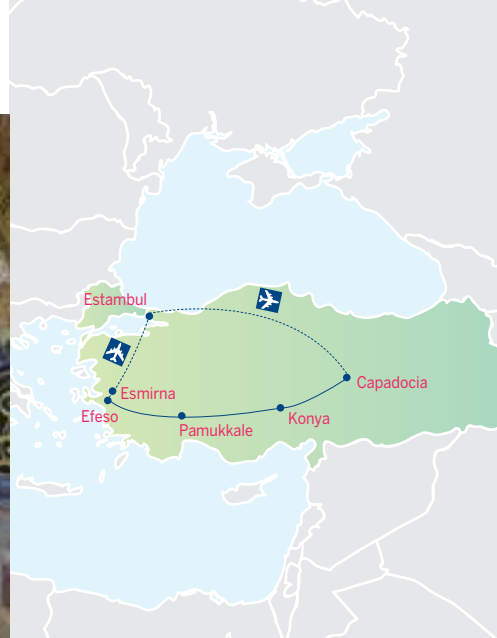 Estambul
Esmirna
Capadocia
Efeso
Konya
Pamukkale